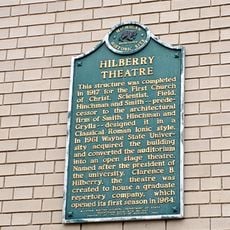 HISTORIC SITE
HILBERRY
THEATRE
This structure was completed
in 1917 for the First Church
of Christ, Scientist. Field,
Hinchman and Smith--prede-
cessor to the architectural
firm of Smith, Hinchman and
Grylls--designed it in a
Classical Roman Ionic style.
In 1961 Wayne State Univer-
sity acquired the building
and converted the auditorium
into an open stage theatre.
Named after the president of
the university, Clarence B.
Hilberry, the theatre was
created to house a graduate
repertory company, which
opened its first season in 1964.